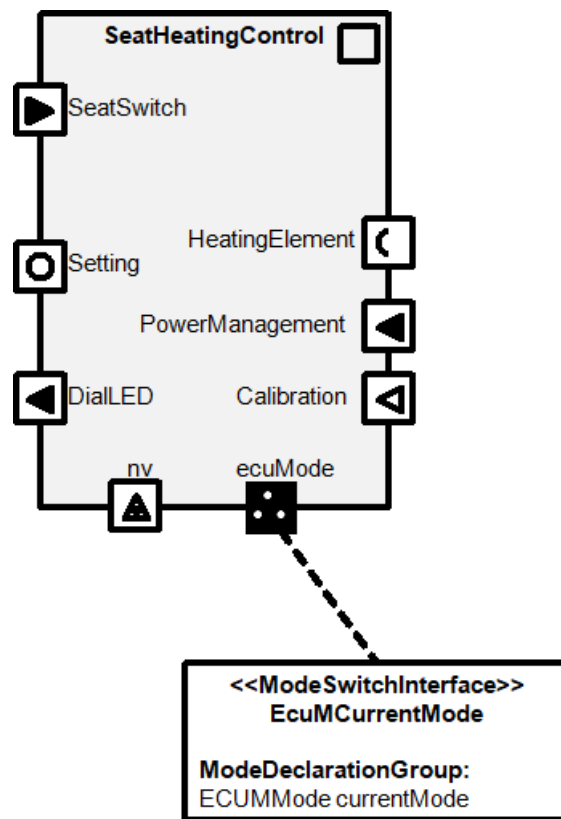 SeatHeatingControl
SeatSwitch
HeatingElement
Setting
PowerManagement
DialLED
Calibration
nv
ecuMode
<<ModeSwitchInterface>>
EcuMCurrentMode
ModeDeclarationGroup:
ECUMMode currentMode